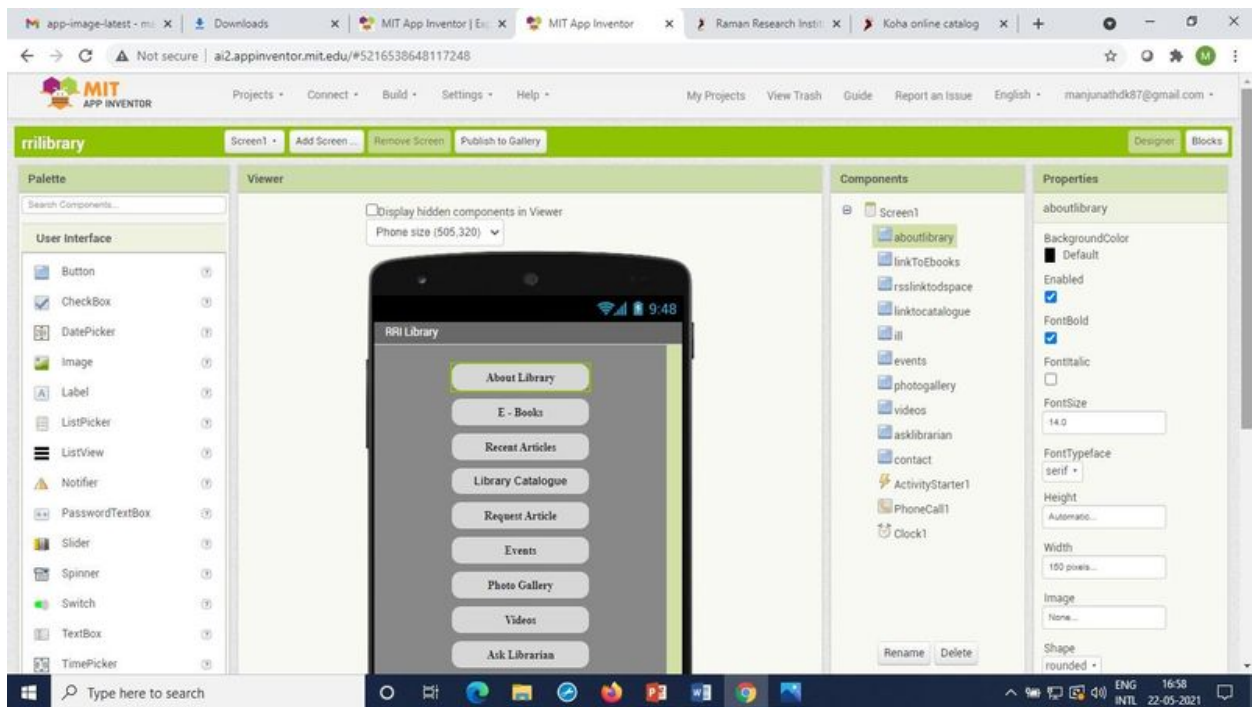 app-image-latest - ma
Downloads
MIT App Inventor | Ex
MIT App Inventor
Raman Research Instit
Koha online catalog
Not secure | ai2.appinventor.mit.edu/#5216538648117248
M
MIT
APP INVENTOR
Projects Connect Build Settings Help
My Projects View Trash Guide Report an Issue English manjunathdk87@gmail.com
rrilibrary
Screen1 Add Screen ... Remove Screen Publish to Gallery
Designer Blocks
Palette
Search Components...
User Interface
Button
CheckBox
DatePicker
Image
Label
ListPicker
ListView
Notifier
PasswordTextBox
Slider
Spinner
Switch
TextBox
TimePicker
Viewer
Display hidden components in Viewer
Phone size (505,320)
9:48
RRI Library
About Library
E - Books
Recent Articles
Library Catalogue
Request Article
Events
Photo Gallery
Videos
Ask Librarian
Components
Screen1
aboutlibrary
linkToEbooks
rsslinktodspace
linktocatalogue
ill
events
photogallery
videos
asklibrarian
contact
ActivityStarter1
PhoneCall1
Clock1
Rename Delete
Properties
aboutlibrary
BackgroundColor
Default
Enabled
FontBold
FontItalic
FontSize
14.0
FontTypeface
serif
Height
Automatic...
Width
150 pixels...
Image
None...
Shape
rounded
Type here to search
ENG
INTL
16:58
22-05-2021